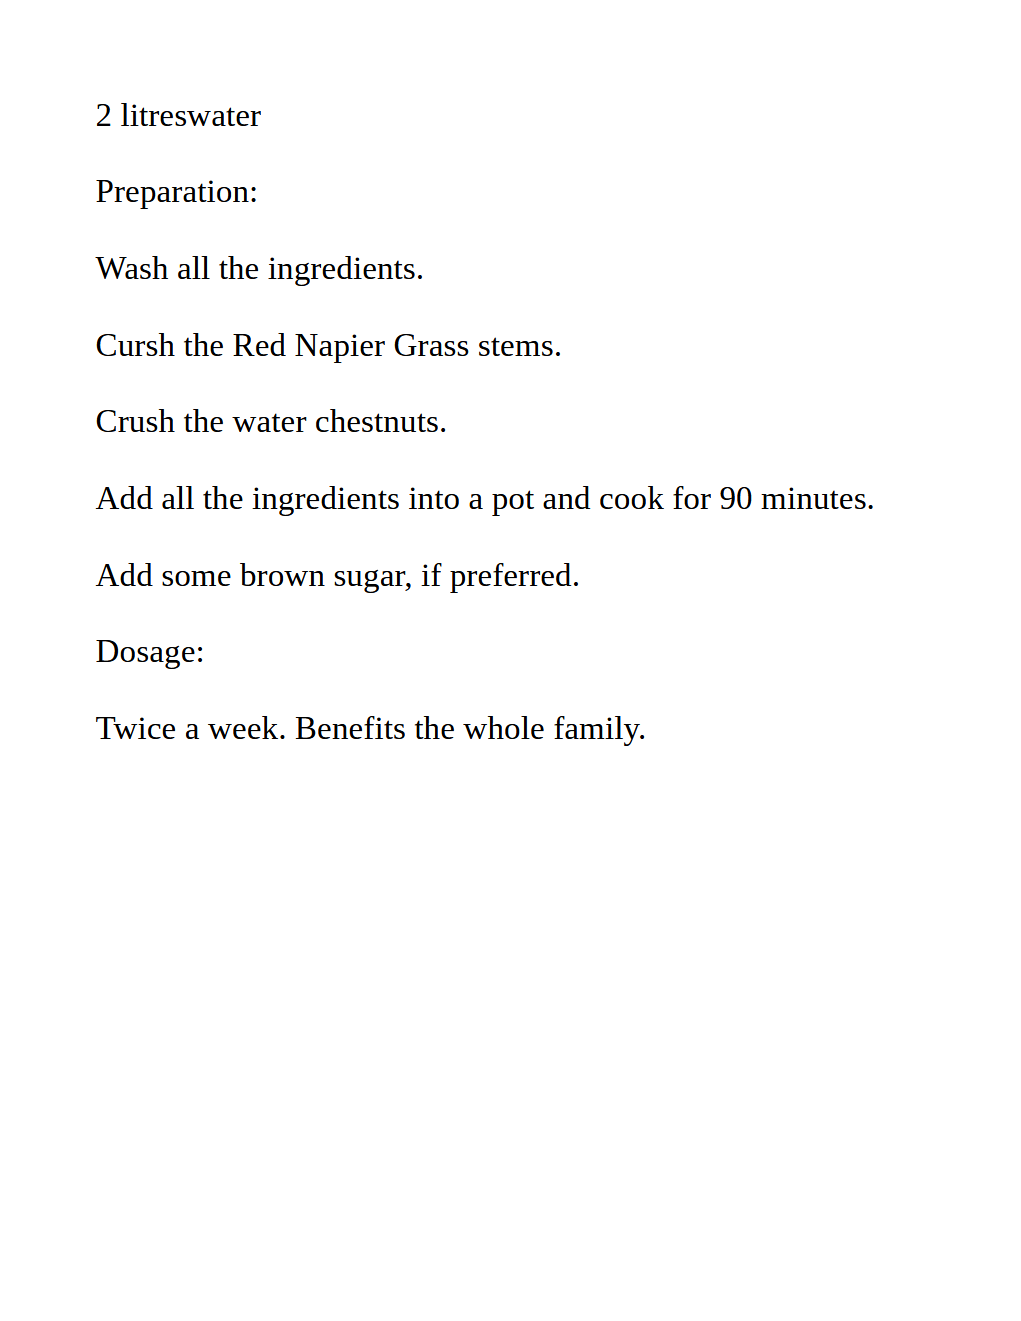 2 litreswater
Preparation:
Wash all the ingredients.
Cursh the Red Napier Grass stems.
Crush the water chestnuts.
Add all the ingredients into a pot and cook for 90 minutes.
Add some brown sugar, if preferred.
Dosage:
Twice a week. Benefits the whole family.